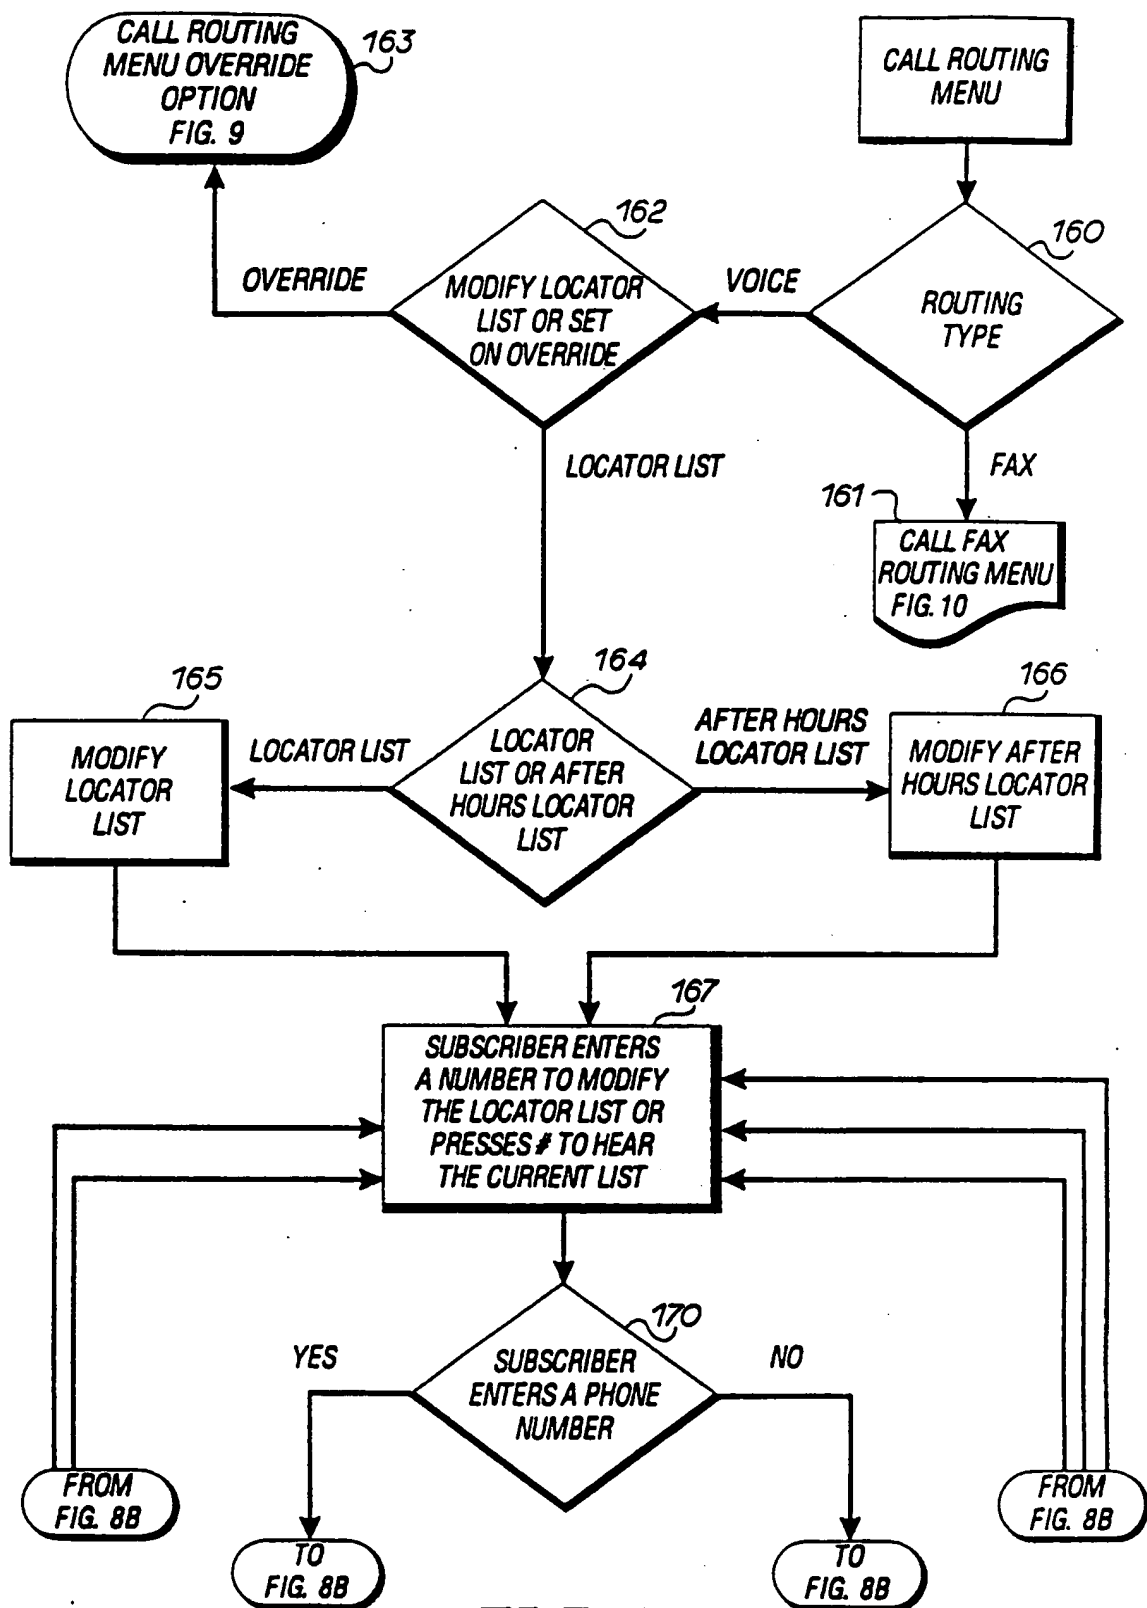 CALL ROUTING
MENU OVERRIDE
OPTION
FIG. 9
163
CALL ROUTING
MENU
162
160
OVERRIDE
MODIFY LOCATOR
LIST OR SET
ON OVERRIDE
VOICE
ROUTING
TYPE
LOCATOR LIST
FAX
161
CALL FAX
ROUTING MENU
FIG. 10
165
164
166
MODIFY
LOCATOR
LIST
LOCATOR LIST
LOCATOR
LIST OR AFTER
HOURS LOCATOR
LIST
AFTER HOURS
LOCATOR LIST
MODIFY AFTER
HOURS LOCATOR
LIST
167
SUBSCRIBER ENTERS
A NUMBER TO MODIFY
THE LOCATOR LIST OR
PRESSES # TO HEAR
THE CURRENT LIST
170
YES
SUBSCRIBER
ENTERS A PHONE
NUMBER
NO
FROM
FIG. 8B
TO
FIG. 8B
TO
FIG. 8B
FROM
FIG. 8B